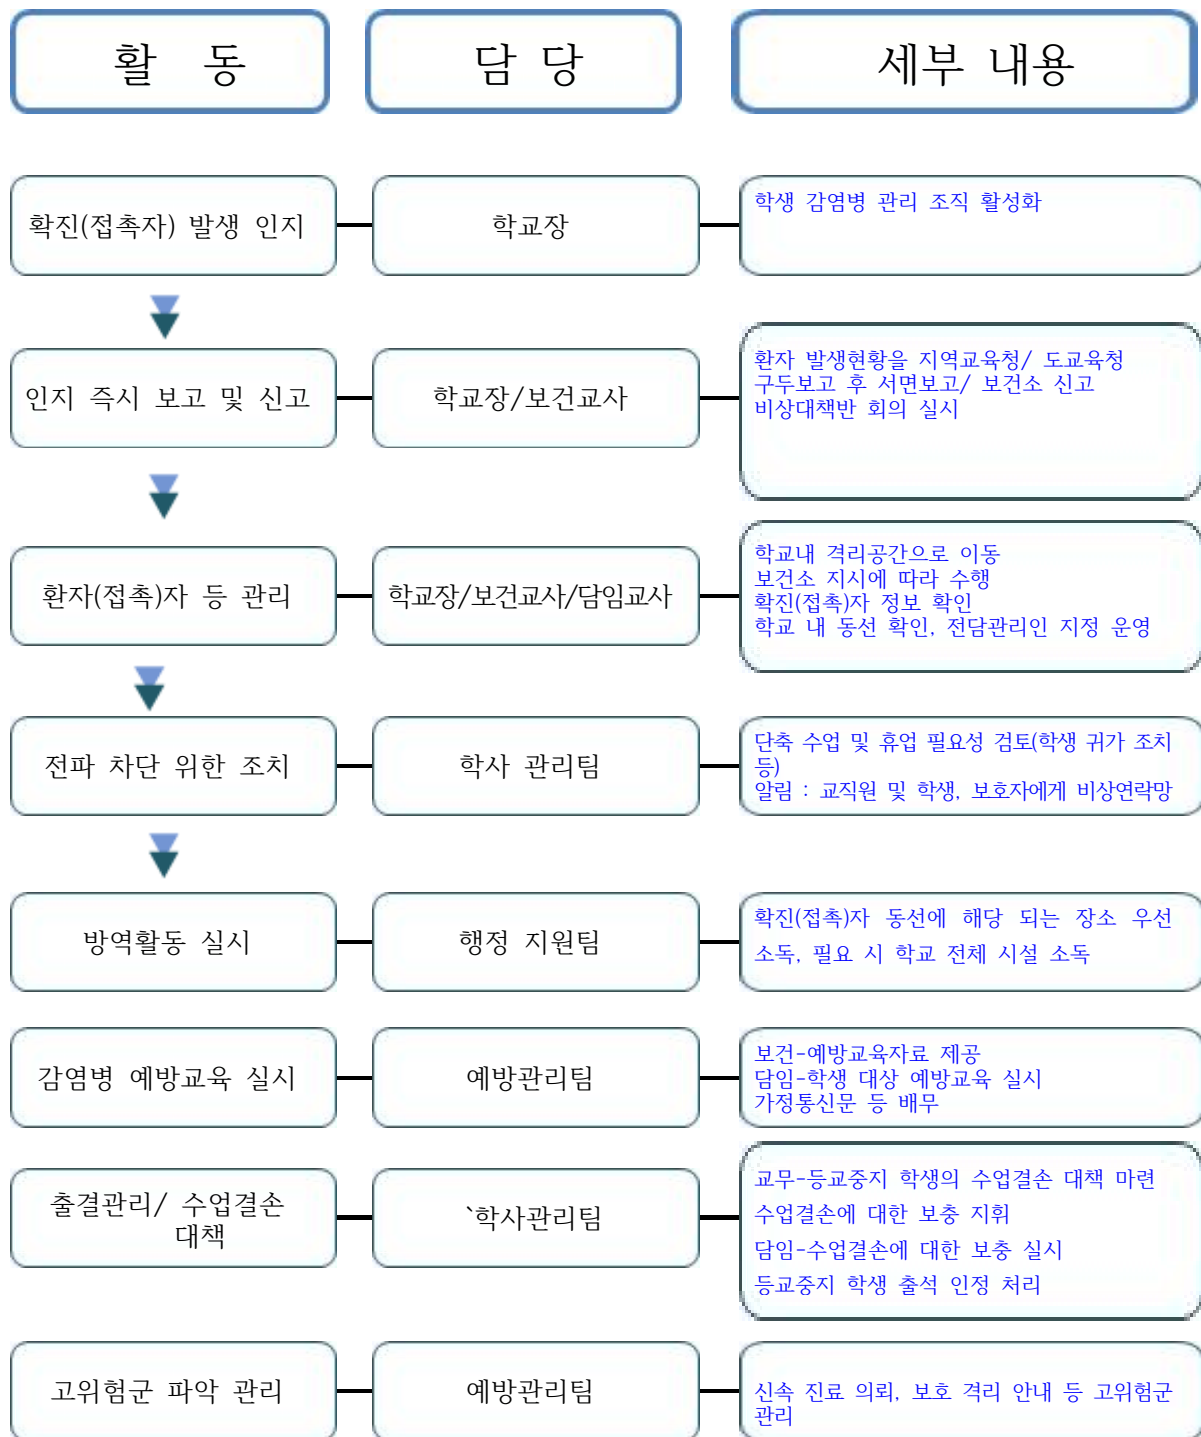 활 동
담 당
세부 내용
확진(접촉자) 발생 인지
학교장
학생 감염병 관리 조직 활성화
인지 즉시 보고 및 신고
학교장/보건교사
환자 발생현황을 지역교육청/ 도교육청
구두보고 후 서면보고/ 보건소 신고
비상대책반 회의 실시
환자(접촉)자 등 관리
학교장/보건교사/담임교사
학교내 격리공간으로 이동
보건소 지시에 따라 수행
확진(접촉)자 정보 확인
학교 내 동선 확인, 전담관리인 지정 운영
전파 차단 위한 조치
학사 관리팀
단축 수업 및 휴업 필요성 검토(학생 귀가 조치
등)
알림 : 교직원 및 학생, 보호자에게 비상연락망
방역활동 실시
행정 지원팀
확진(접촉)자 동선에 해당 되는 장소 우선
소독, 필요 시 학교 전체 시설 소독
감염병 예방교육 실시
예방관리팀
보건-예방교육자료 제공
담임-학생 대상 예방교육 실시
가정통신문 등 배무
출결관리/ 수업결손
대책
`학사관리팀
교무-등교중지 학생의 수업결손 대책 마련
수업결손에 대한 보충 지휘
담임-수업결손에 대한 보충 실시
등교중지 학생 출석 인정 처리
고위험군 파악 관리
예방관리팀
신속 진료 의뢰, 보호 격리 안내 등 고위험군
관리